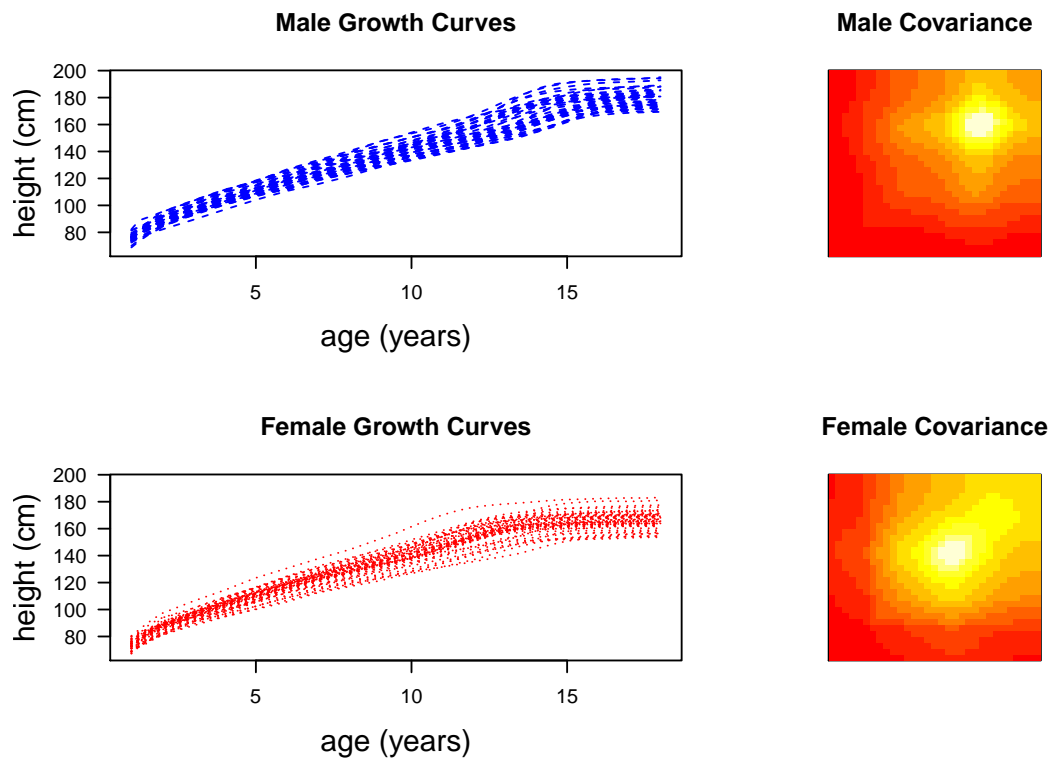 Male Growth Curves
Male Covariance
height (cm)
200
180
160
140
120
100
80
5 10 15
age (years)
Female Growth Curves
Female Covariance
height (cm)
200
180
160
140
120
100
80
5 10 15
age (years)